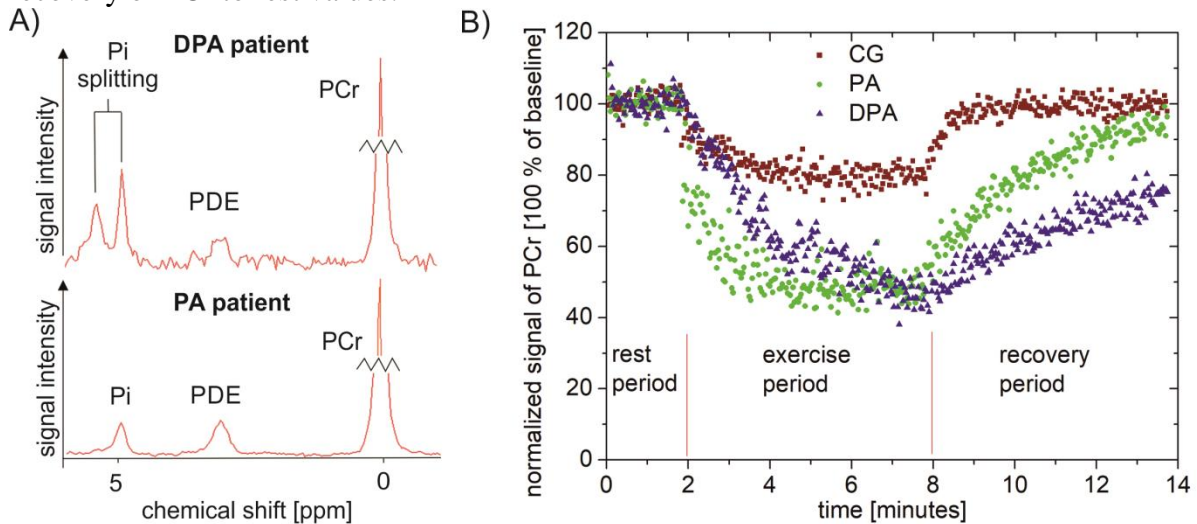 A)
DPA patient
Pi
splitting
PCr
PDE
signal intensity
PA patient
PCr
Pi
PDE
signal intensity
5
0
chemical shift [ppm]
B)
normalized signal of PCr [100 % of baseline]
120
100
80
60
40
20
0
CG
PA
DPA
rest
period
exercise
period
recovery
period
0
2
4
6
8
10
12
14
time [minutes]